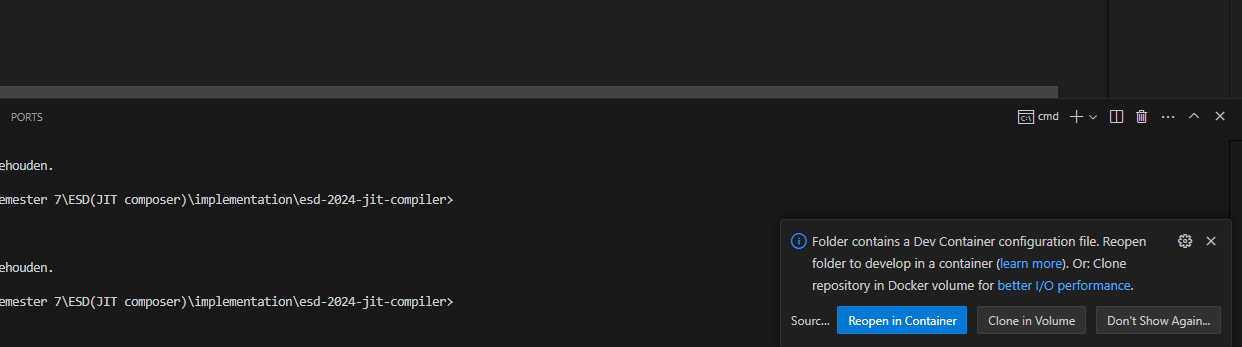 PORTS
cmd
ehouden.
emester 7\ESD(JIT composer)\implementation\esd-2024-jit-compiler>
ehouden.
emester 7\ESD(JIT composer)\implementation\esd-2024-jit-compiler>
Folder contains a Dev Container configuration file. Reopen
folder to develop in a container (learn more). Or: Clone
repository in Docker volume for better I/O performance.
Sourc... Reopen in Container Clone in Volume Don't Show Again...